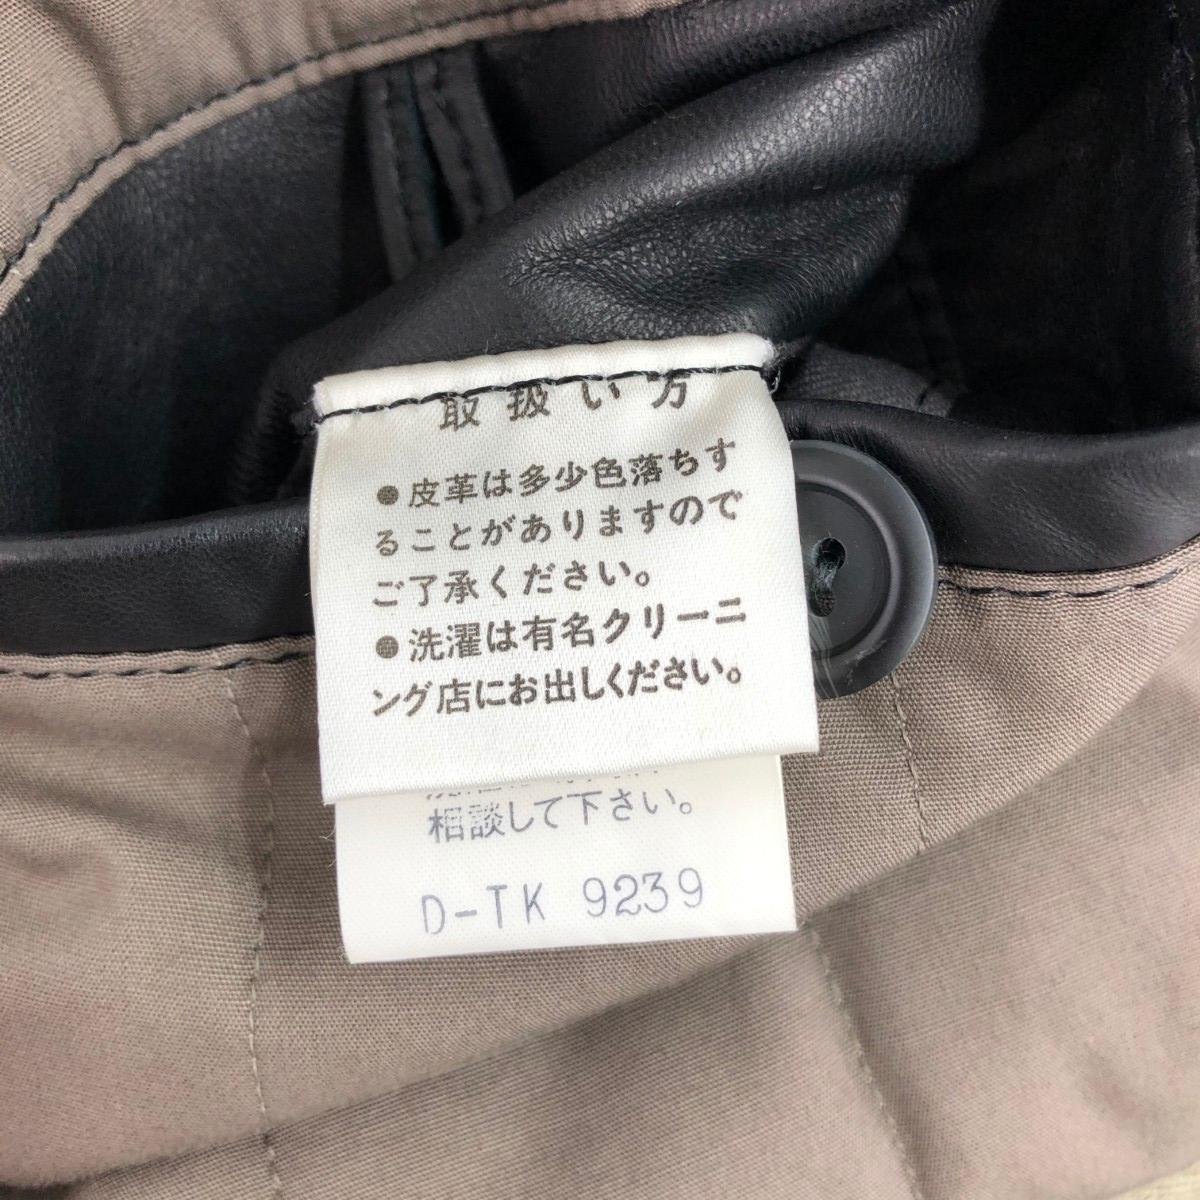 取扱い方
●皮革は多少色落ちす
ることがありますので
ご了承ください。
●洗濯は有名クリーニ
ング店にお出しください。
相談して下さい。
D-TK 9239